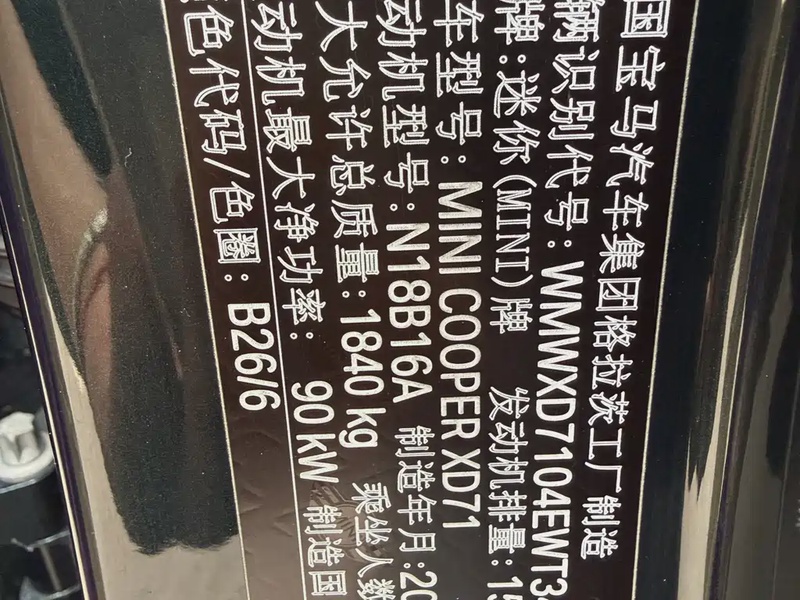 国宝马汽车集团格拉茨工厂制造
辆识别代号:WMWXD7104EWT3
牌:迷你(MINI)牌 发动机排量:15
车型号:MINI COOPER XD71
动机型号:N18B16A 制造年月:20
大允许总质量:1840 kg 乘坐人数
动机最大净功率: 90 kW 制造国
色代码/色圈: B26/6